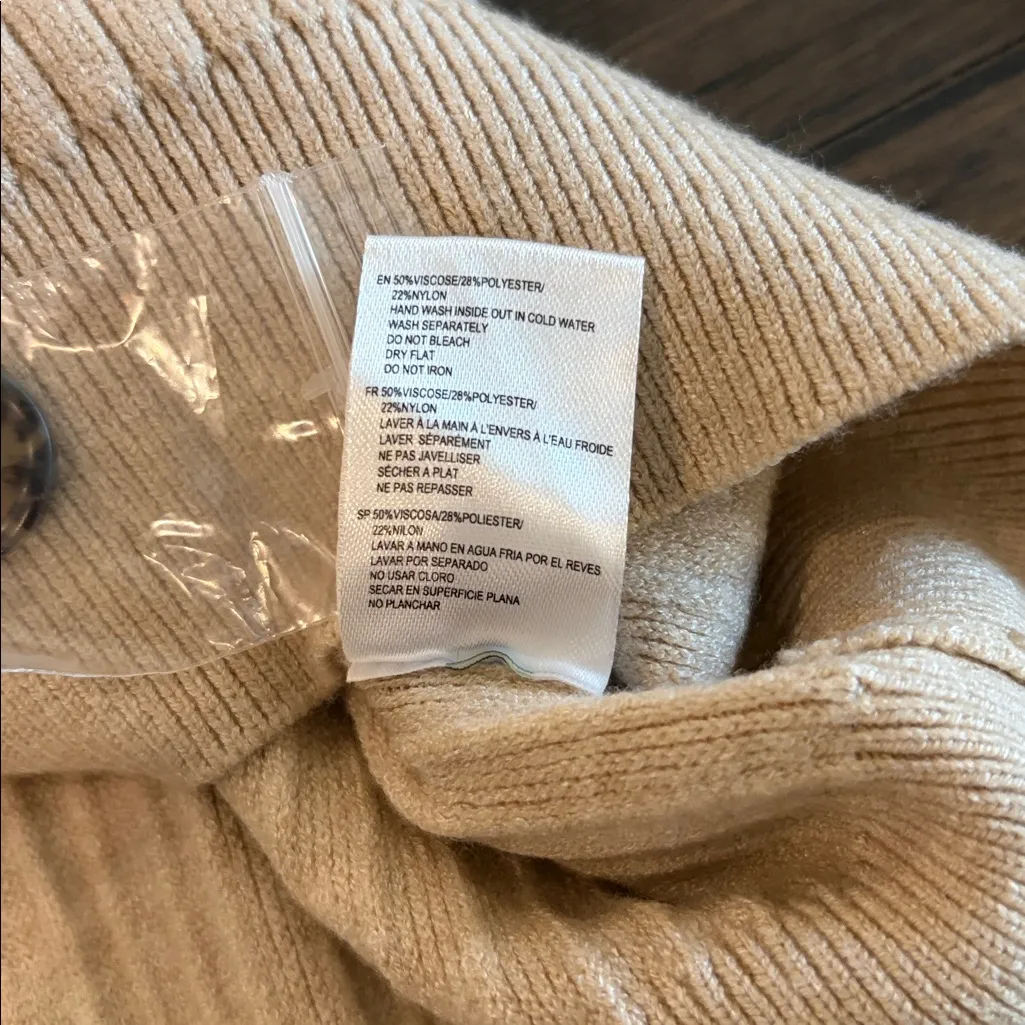 EN 50%VISCOSE/28%POLYESTER/
22%NYLON
HAND WASH INSIDE OUT IN COLD WATER
WASH SEPARATELY
DO NOT BLEACH
DRY FLAT
DO NOT IRON
FR 50%VISCOSE/28%POLYESTER/
22%NYLON
LAVER À LA MAIN À L'ENVERS À L'EAU FROIDE
LAVER SÉPARÉMENT
NE PAS JAVELLISER
SÉCHER A PLAT
NE PAS REPASSER
SP 50%VISCOSA/28%POLIESTER/
22%NILON
LAVAR A MANO EN AGUA FRIA POR EL REVES
LAVAR POR SEPARADO
NO USAR CLORO
SECAR EN SUPERFICIE PLANA
NO PLANCHAR